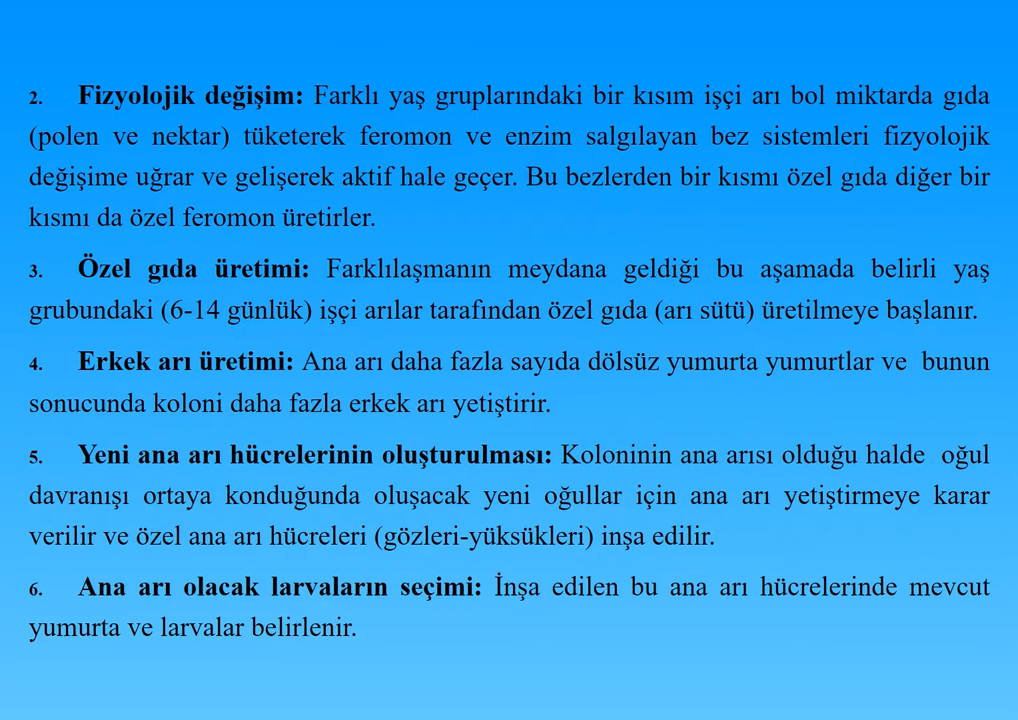 2. Fizyolojik değişim: Farklı yaş gruplarındaki bir kısım işçi arı bol miktarda gıda
(polen ve nektar) tüketerek feromon ve enzim salgılayan bez sistemleri fizyolojik
değişime uğrar ve gelişerek aktif hale geçer. Bu bezlerden bir kısmı özel gıda diğer bir
kısmı da özel feromon üretirler.
3. Özel gıda üretimi: Farklılaşmanın meydana geldiği bu aşamada belirli yaş
grubundaki (6-14 günlük) işçi arılar tarafından özel gıda (arı sütü) üretilmeye başlanır.
4. Erkek arı üretimi: Ana arı daha fazla sayıda dölsüz yumurta yumurtlar ve bunun
sonucunda koloni daha fazla erkek arı yetiştirir.
5. Yeni ana arı hücrelerinin oluşturulması: Koloninin ana arısı olduğu halde oğul
davranışı ortaya konduğunda oluşacak yeni oğullar için ana arı yetiştirmeye karar
verilir ve özel ana arı hücreleri (gözleri-yüksükleri) inşa edilir.
6. Ana arı olacak larvaların seçimi: İnşa edilen bu ana arı hücrelerinde mevcut
yumurta ve larvalar belirlenir.